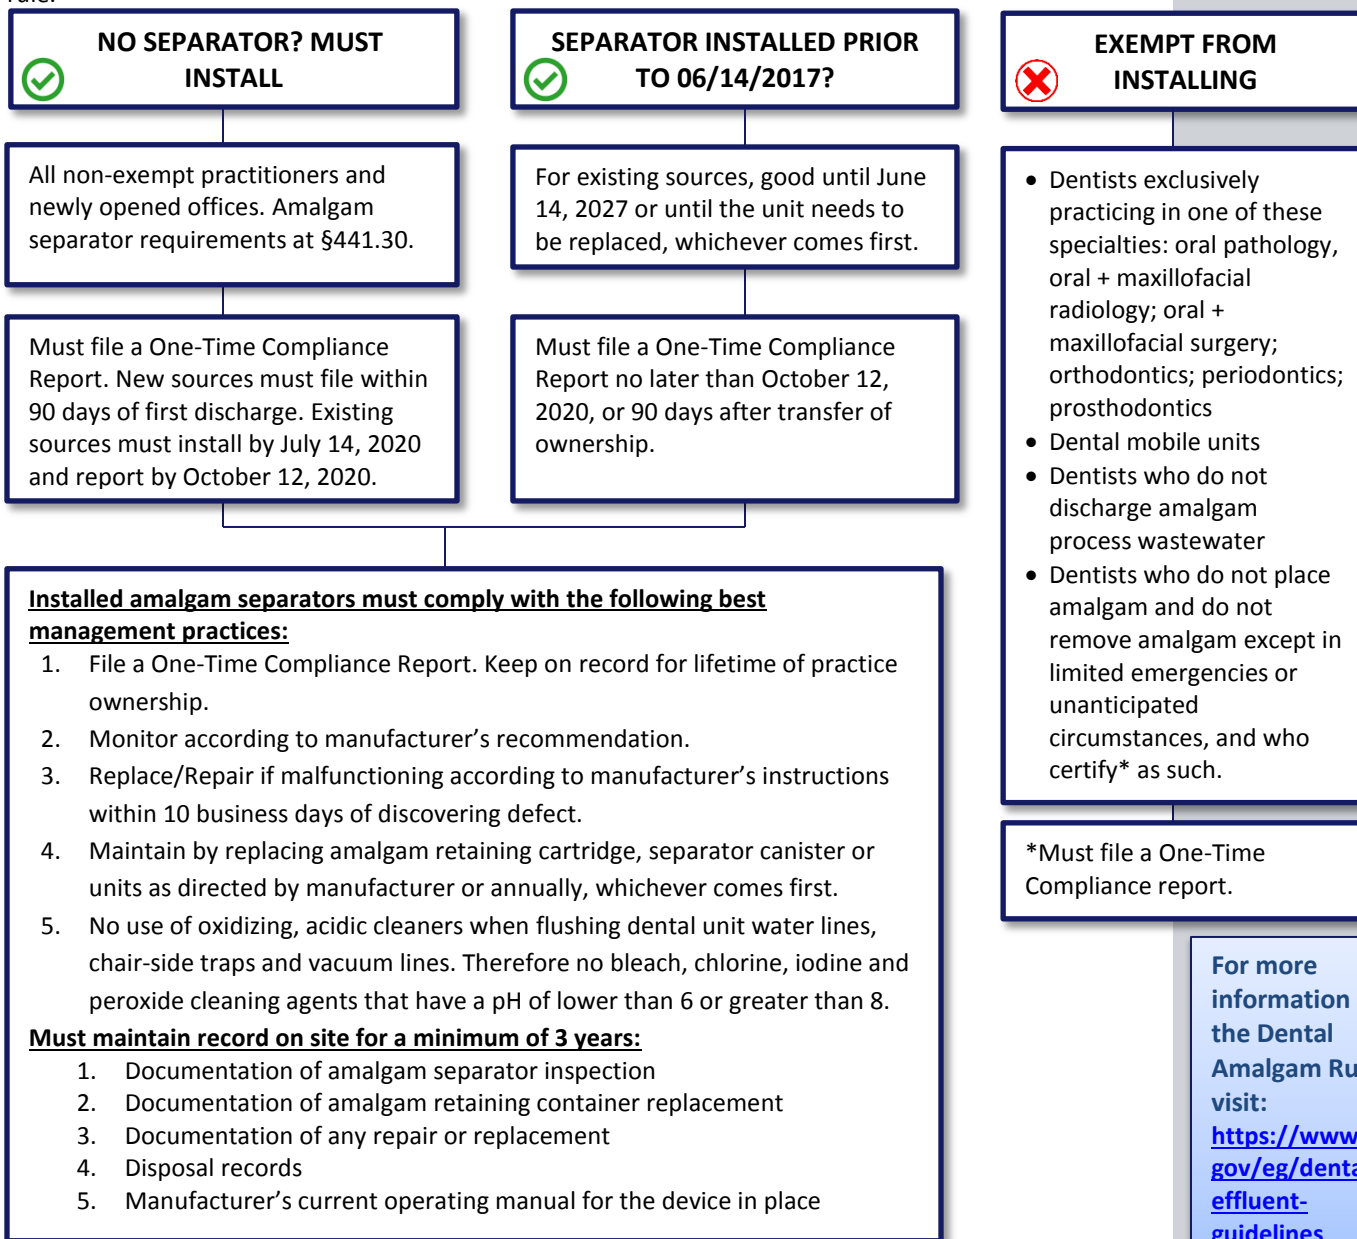 NO SEPARATOR? MUST
INSTALL
All non-exempt practitioners and
newly opened offices. Amalgam
separator requirements at §441.30.
Must file a One-Time Compliance
Report. New sources must file within
90 days of first discharge. Existing
sources must install by July 14, 2020
and report by October 12, 2020.
SEPARATOR INSTALLED PRIOR
TO 06/14/2017?
For existing sources, good until June
14, 2027 or until the unit needs to
be replaced, whichever comes first.
Must file a One-Time Compliance
Report no later than October 12,
2020, or 90 days after transfer of
ownership.
Installed amalgam separators must comply with the following best
management practices:
1. File a One-Time Compliance Report. Keep on record for lifetime of practice
ownership.
2. Monitor according to manufacturer’s recommendation.
3. Replace/Repair if malfunctioning according to manufacturer’s instructions
within 10 business days of discovering defect.
4. Maintain by replacing amalgam retaining cartridge, separator canister or
units as directed by manufacturer or annually, whichever comes first.
5. No use of oxidizing, acidic cleaners when flushing dental unit water lines,
chair-side traps and vacuum lines. Therefore no bleach, chlorine, iodine and
peroxide cleaning agents that have a pH of lower than 6 or greater than 8.
Must maintain record on site for a minimum of 3 years:
1. Documentation of amalgam separator inspection
2. Documentation of amalgam retaining container replacement
3. Documentation of any repair or replacement
4. Disposal records
5. Manufacturer’s current operating manual for the device in place
EXEMPT FROM
INSTALLING
• Dentists exclusively
practicing in one of these
specialties: oral pathology,
oral + maxillofacial
radiology; oral +
maxillofacial surgery;
orthodontics; periodontics;
prosthodontics
• Dental mobile units
• Dentists who do not
discharge amalgam
process wastewater
• Dentists who do not place
amalgam and do not
remove amalgam except in
limited emergencies or
unanticipated
circumstances, and who
certify* as such.
*Must file a One-Time
Compliance report.
For more
information
the Dental
Amalgam Ru
visit:
https://www
gov/eg/denta
effluent-
guidelines